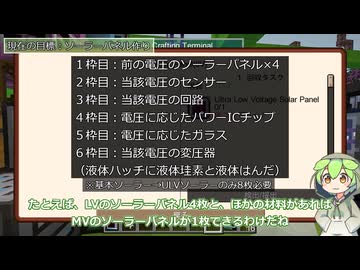 現在の目標：ソーラーパネル作り
Crafting Terminal
1枠目：前の電圧のソーラーパネル×4
2枠目：当該電圧のセンサー
3枠目：当該電圧の回路
4枠目：電圧に応じたパワーICチップ
5枠目：電圧に応じたガラス
6枠目：当該電圧の変圧器
（液体ハッチに液体珪素と液体はんだ）
※基本ソーラー→ULVソーラーのみ8枚必要
1 回収タスク
Ultra Low Voltage Solar Panel
0/1
たとえば、LVのソーラーパネル4枚と、ほかの材料があれば
MVのソーラーパネルが1枚できるわけだね